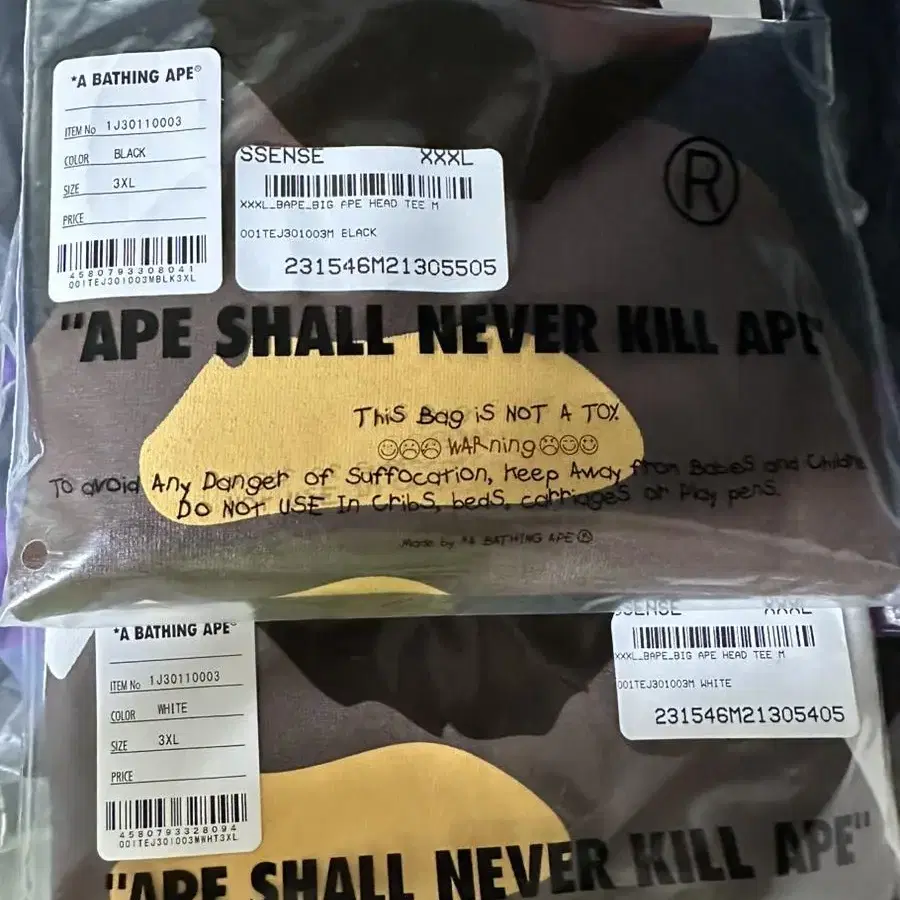 *A BATHING APE®
ITEM No 1J30110003
COLOR BLACK
SIZE 3XL
PRICE
4580793308041
001TEJ301003MBLK3XL
SSENSE XXXL
XXXL_BAPE_BIG APE HEAD TEE M
001TEJ301003M BLACK
231546M21305505
®
"APE SHALL NEVER KILL APE"
This Bag is NOT A TOY.
WARning
To avoid Any Danger of Suffocation, Keep Away from Babies and Childre
DO NOT USE In Cribs, beds, carriages or Play pens.
Made by *A BATHING APE®
*A BATHING APE®
ITEM No 1J30110003
COLOR WHITE
SIZE 3XL
PRICE
4580793328094
001TEJ301003MWHT3XL
SSENSE XXXL
XXXL_BAPE_BIG APE HEAD TEE M
001TEJ301003M WHITE
231546M21305405
"APE SHALL NEVER KILL APE"